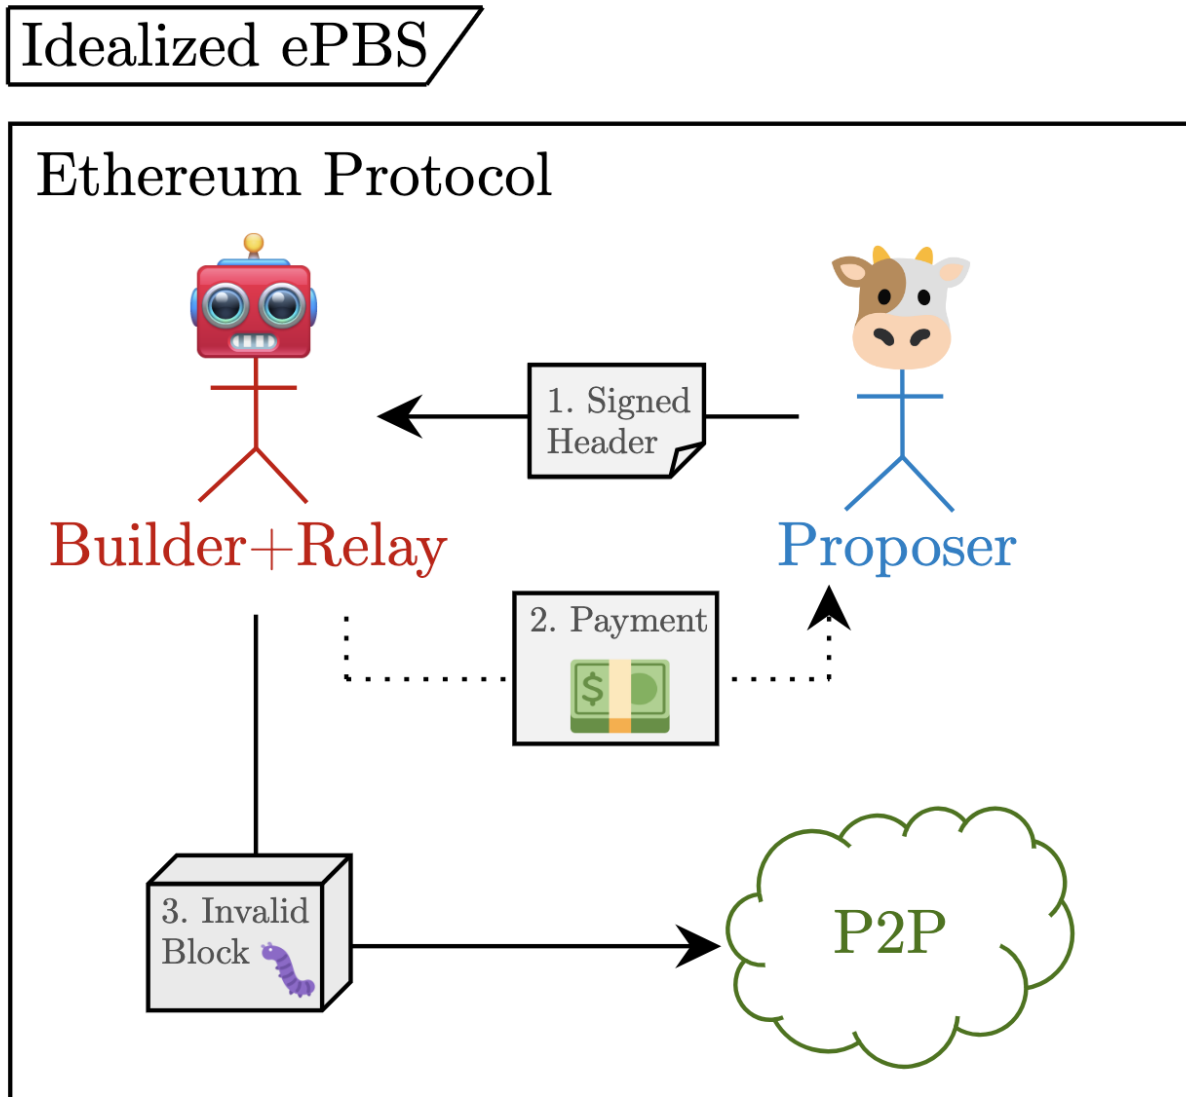 Idealized ePBS
Ethereum Protocol
1. Signed
Header
Builder+Relay
Proposer
2. Payment
$
3. Invalid
Block
P2P